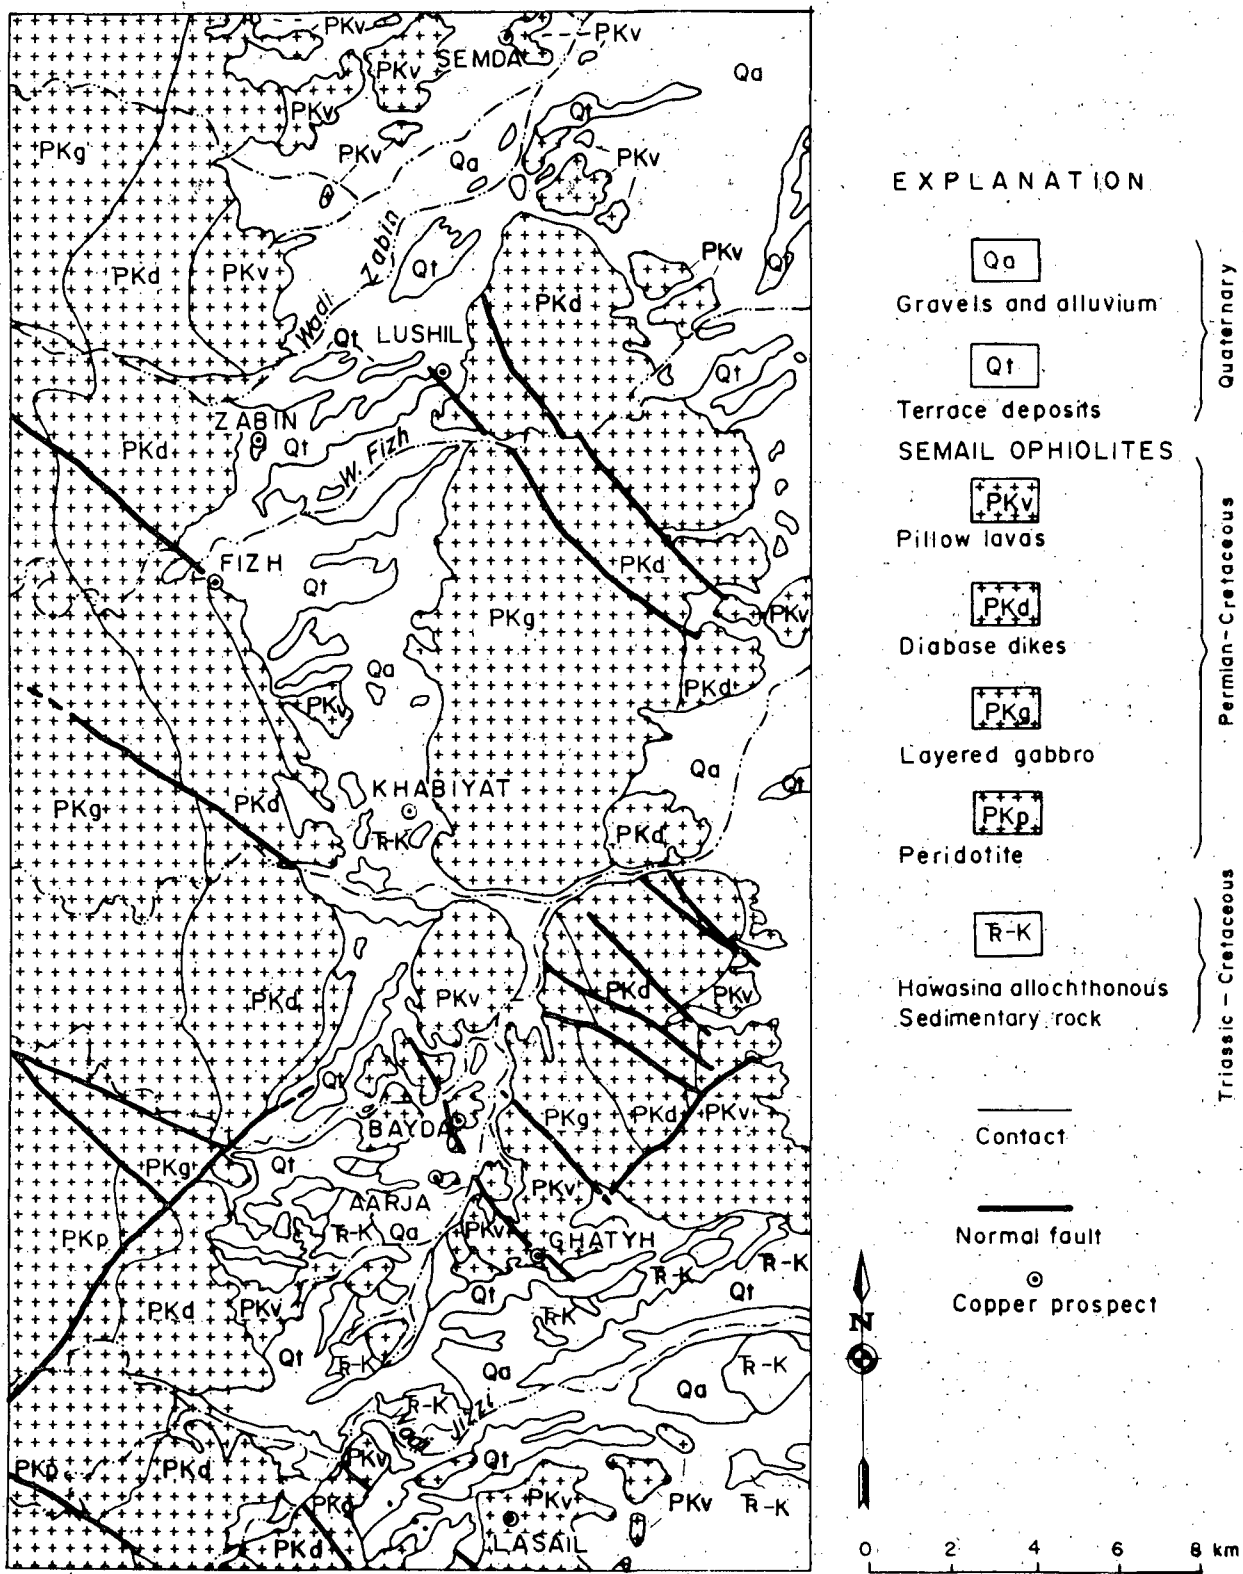 PKv
PKv
SEMDA
PKv
Qa
PKv
Qt
PKg
PKv
Qa
PKv
Wadi Zabin
PKd
PKv
Qt
PKv
Qt
PKd
Qt
LUSHIL
Qt
ZABIN
PKd
Qt
W. Fizh
FIZH
Qt
PKd
PKg
PKv
Qa
PKd
PKv
Qa
Qt
KHABIYAT
PKg
PKd
TR-K
PKd
PKd
PKv
PKd
PKv
Qt
BAYDA
PKg
PKd
PKv
PKg
Qt
AARJA
PKv
PKp
TR-K
Qa
PKv
GHATYH
TR-K
TR-K
Qt
Qt
PKd
PKv
TR-K
Qt
TR-K
Qa
TR-K
Qa
TR-K
Wadi Jizzi
PKp
PKd
PKv
Qt
PKv
PKv
TR-K
PKd
PKd
LASAIL
EXPLANATION
Qa
Gravels and alluvium
Qt
Terrace deposits
Quaternary
SEMAIL OPHIOLITES
PKv
Pillow lavas
PKd
Diabase dikes
PKg
Layered gabbro
PKp
Peridotite
Permian-Cretaceous
TR-K
Hawasina allochthonous
Sedimentary rock
Triassic-Cretaceous
Contact
Normal fault
Copper prospect
N
0 2 4 6 8 km